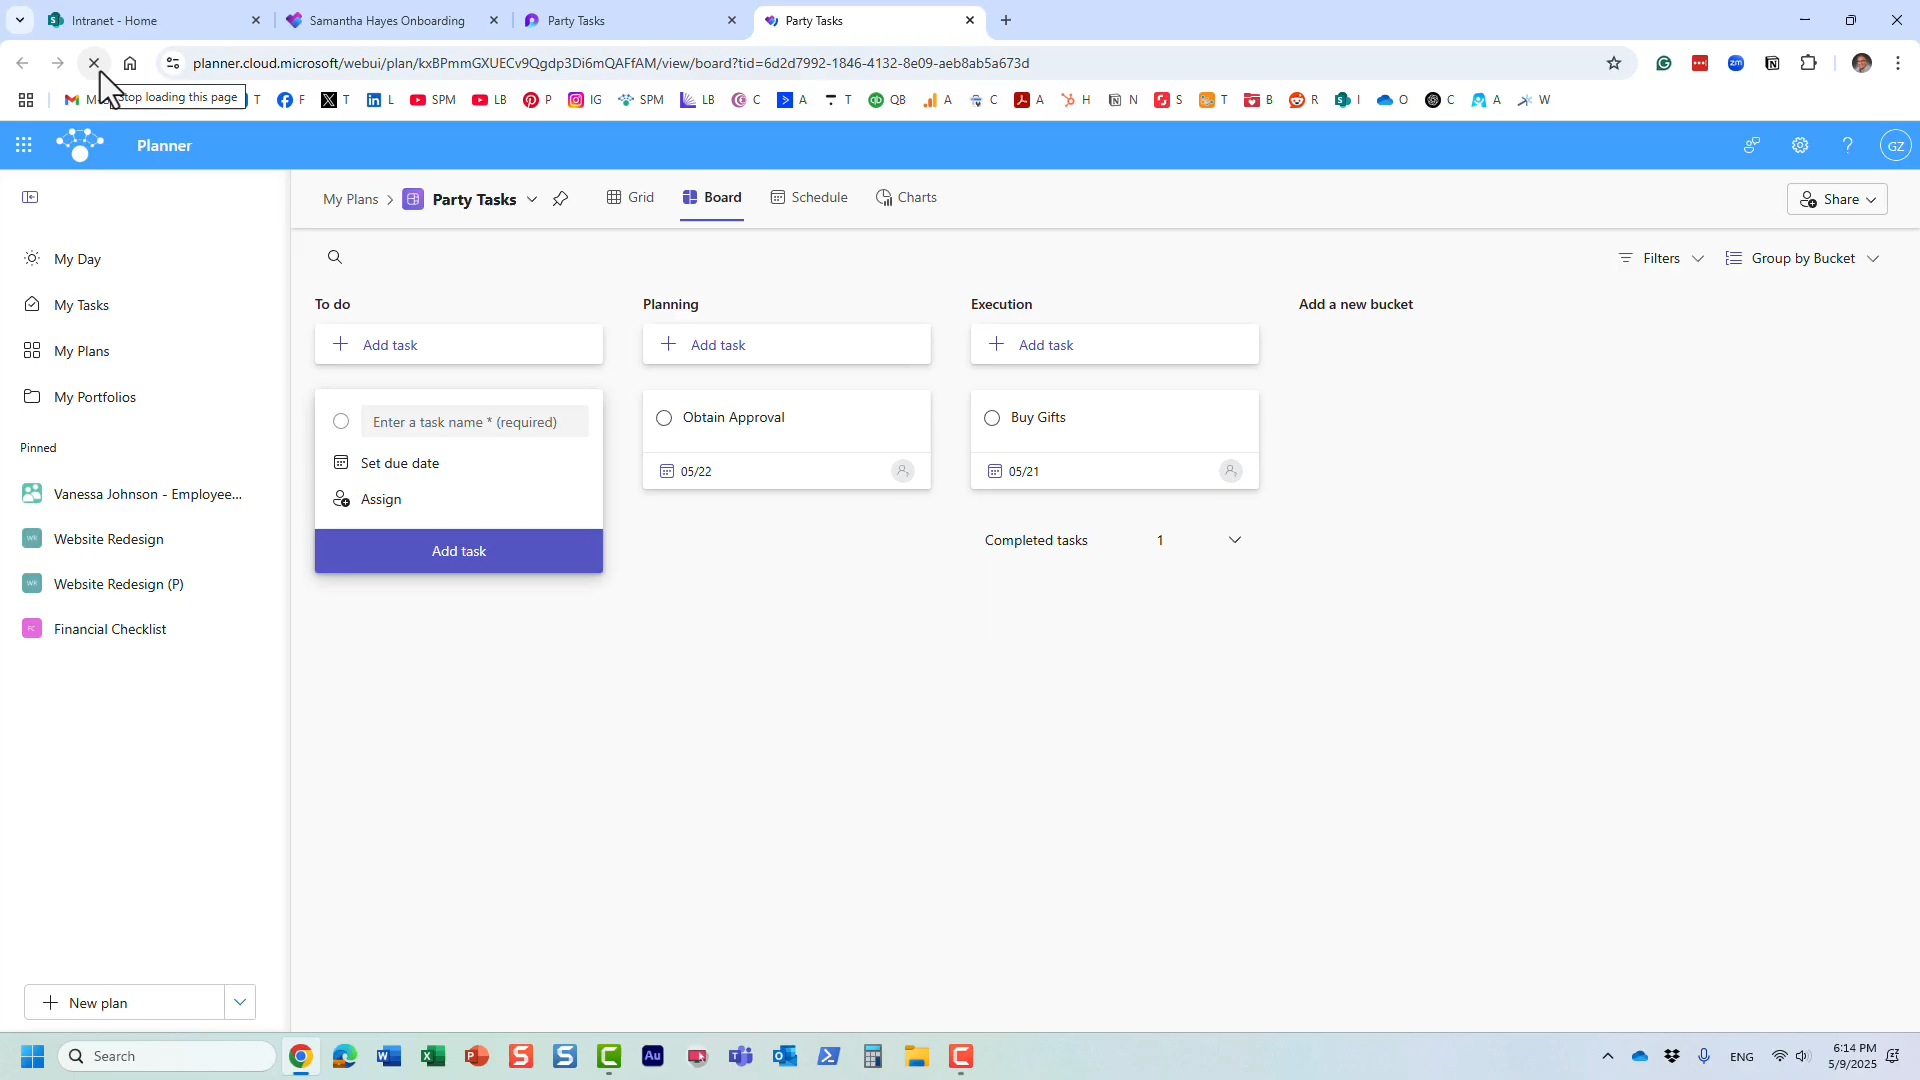 Intranet - Home
Samantha Hayes Onboarding
Party Tasks
Party Tasks
planner.cloud.microsoft/webui/plan/kxBPmmGXUECv9Qgdp3Di6mQAFfAM/view/board?tid=6d2d7992-1846-4132-8e09-aeb8ab5a673d
Stop loading this page
T F T L SPM LB P IG SPM LB C A T QB A C A H N S T B R I O C A W
Planner
GZ
My Plans
Party Tasks
Grid
Board
Schedule
Charts
Share
My Day
My Tasks
My Plans
My Portfolios
Pinned
Vanessa Johnson - Employee...
WR Website Redesign
WR Website Redesign (P)
FC Financial Checklist
New plan
Filters
Group by Bucket
To do
Add task
Enter a task name * (required)
Set due date
Assign
Add task
Planning
Add task
Obtain Approval
05/22
Execution
Add task
Buy Gifts
05/21
Completed tasks 1
Add a new bucket
Search
ENG
6:14 PM
5/9/2025